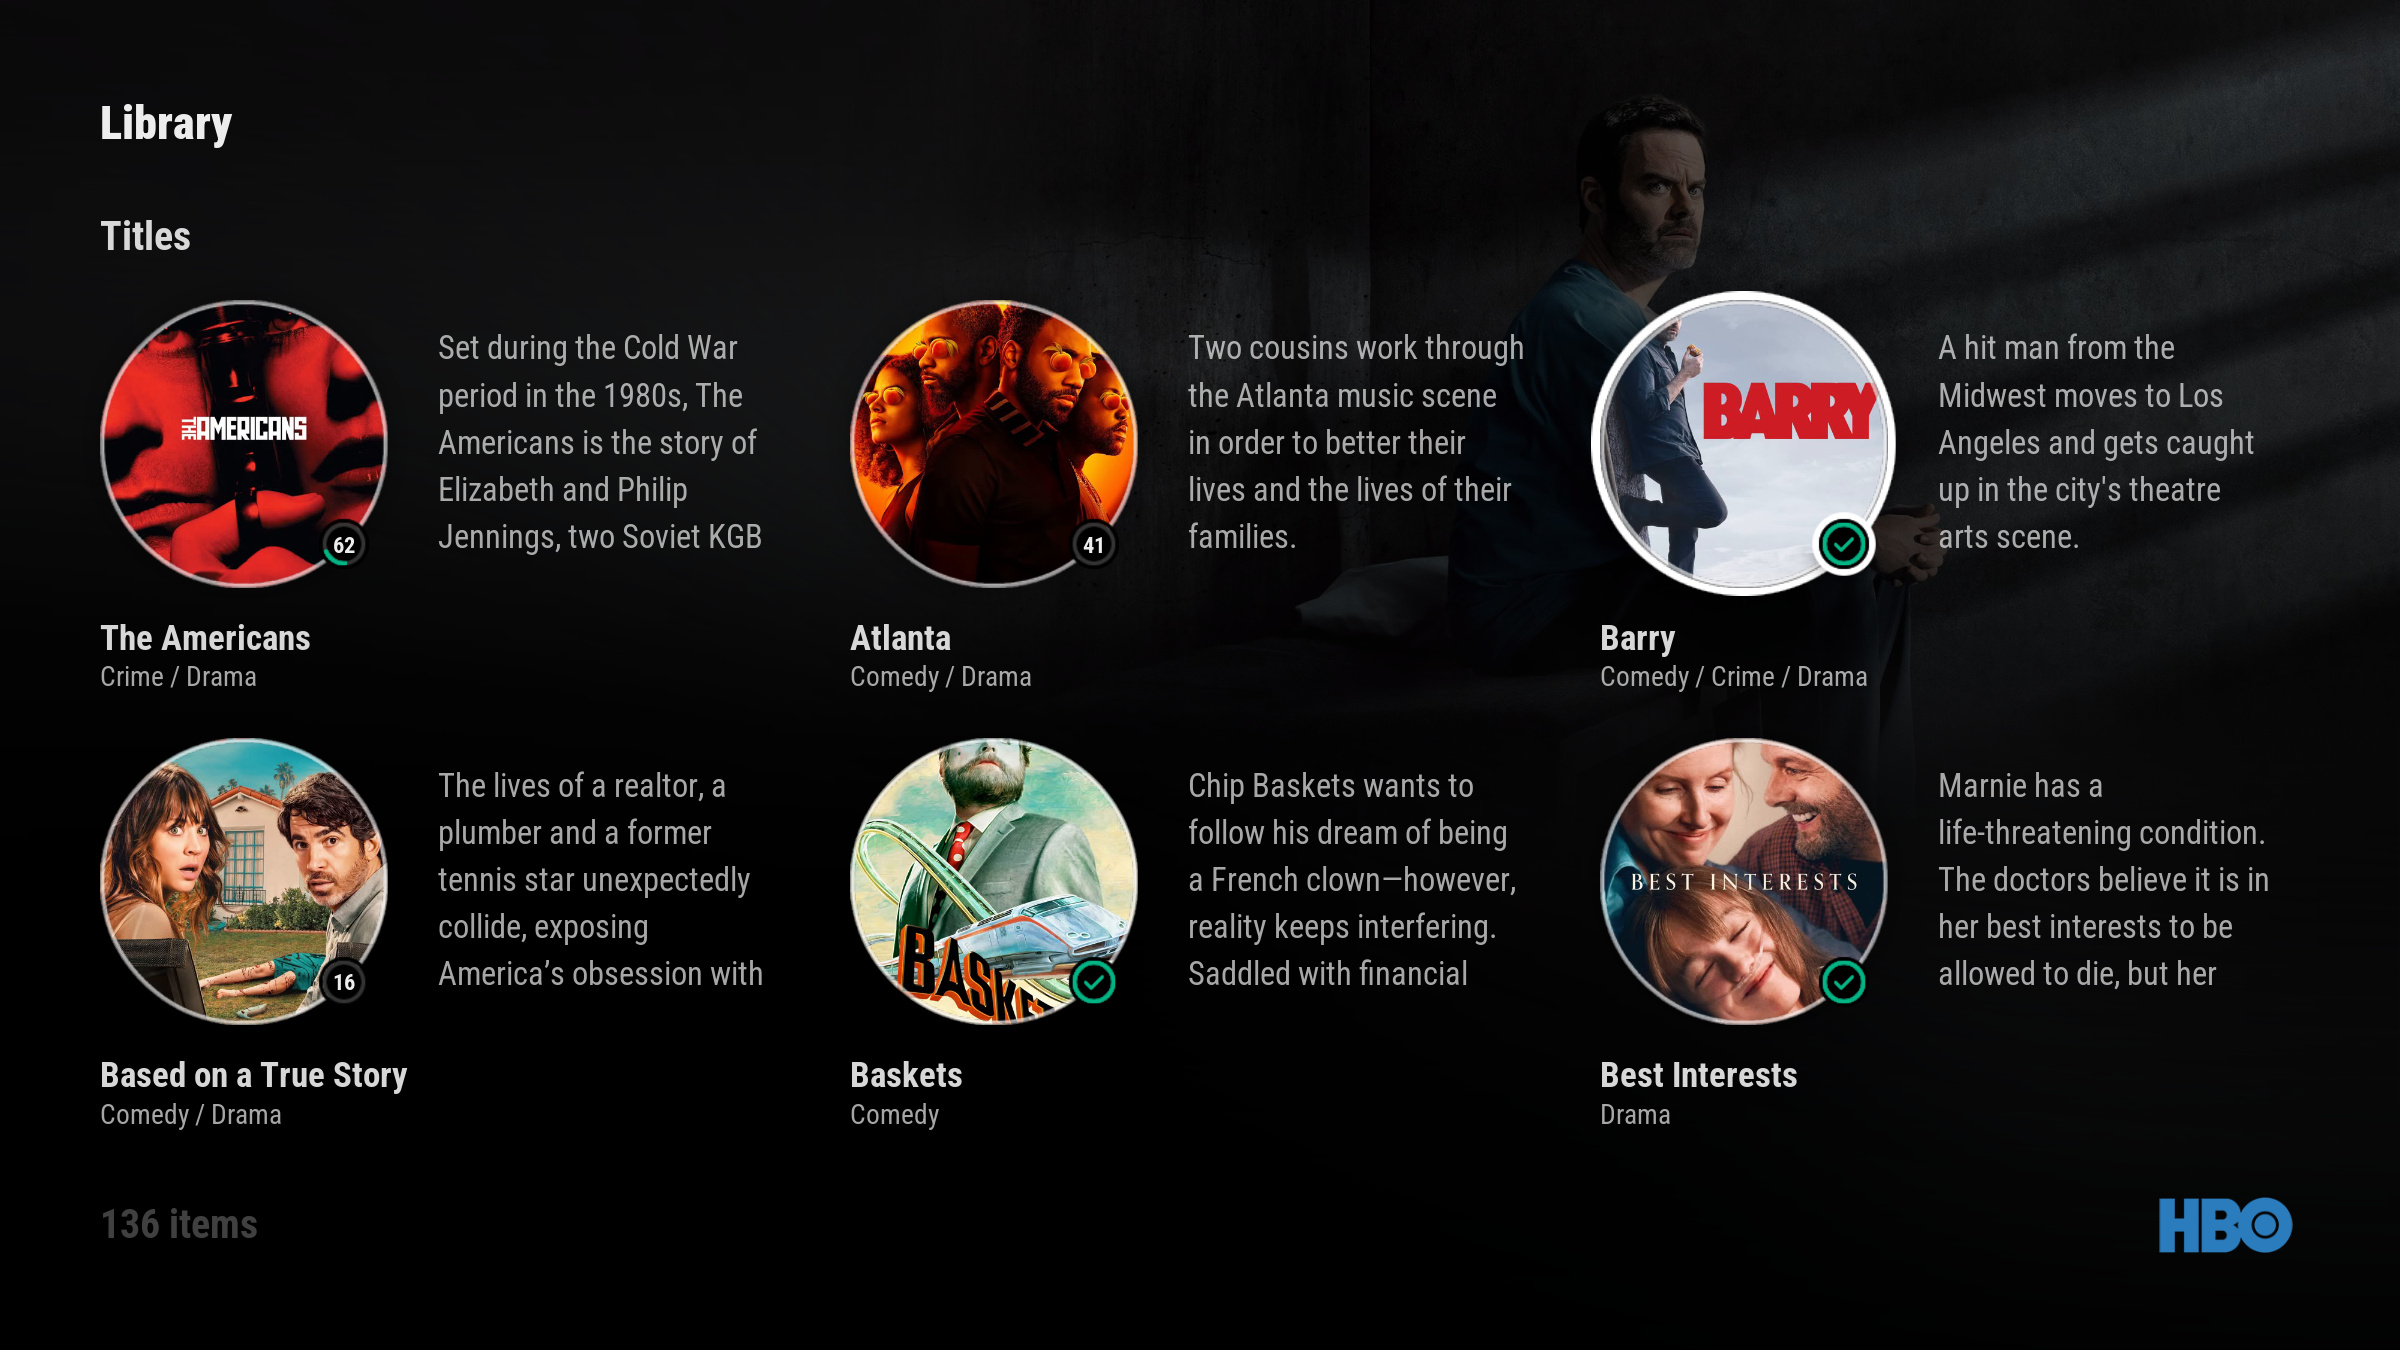 Library
Titles
THE AMERICANS
62
Set during the Cold War
period in the 1980s, The
Americans is the story of
Elizabeth and Philip
Jennings, two Soviet KGB
The Americans
Crime / Drama
41
Two cousins work through
the Atlanta music scene
in order to better their
lives and the lives of their
families.
Atlanta
Comedy / Drama
BARRY
A hit man from the
Midwest moves to Los
Angeles and gets caught
up in the city's theatre
arts scene.
Barry
Comedy / Crime / Drama
16
The lives of a realtor, a
plumber and a former
tennis star unexpectedly
collide, exposing
America’s obsession with
Based on a True Story
Comedy / Drama
BASKE
Chip Baskets wants to
follow his dream of being
a French clown—however,
reality keeps interfering.
Saddled with financial
Baskets
Comedy
BEST INTERESTS
Marnie has a
life-threatening condition.
The doctors believe it is in
her best interests to be
allowed to die, but her
Best Interests
Drama
136 items
HBO